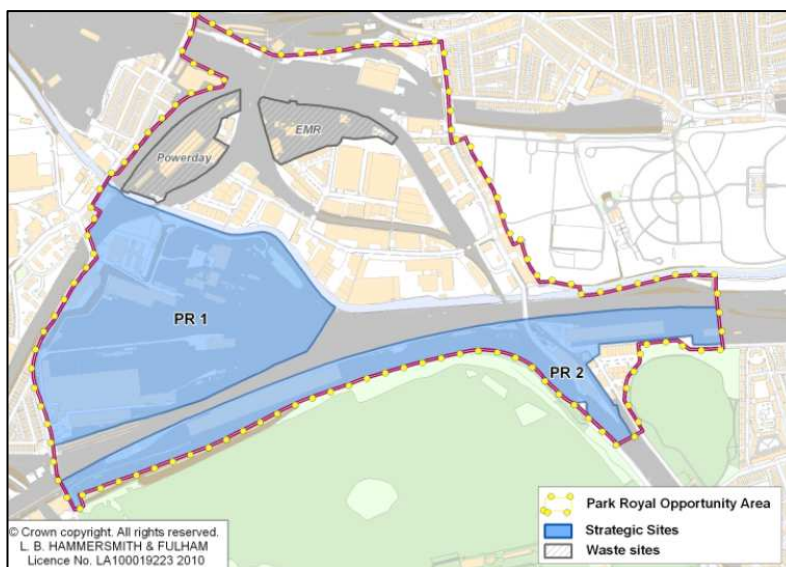 EMR
Powerday
PR 1
PR 2
Park Royal Opportunity Area
Strategic Sites
Waste sites
© Crown copyright. All rights reserved.
L. B. HAMMERSMITH & FULHAM
Licence No. LA100019223 2010